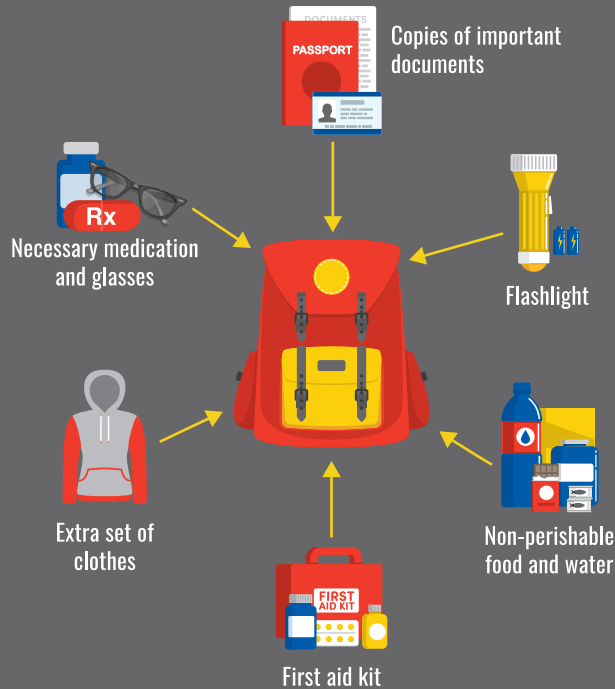 DOCUMENTS
PASSPORT
Copies of important
documents
Rx
Necessary medication
and glasses
Flashlight
Extra set of
clothes
Non-perishable
food and water
FIRST
AID KIT
First aid kit